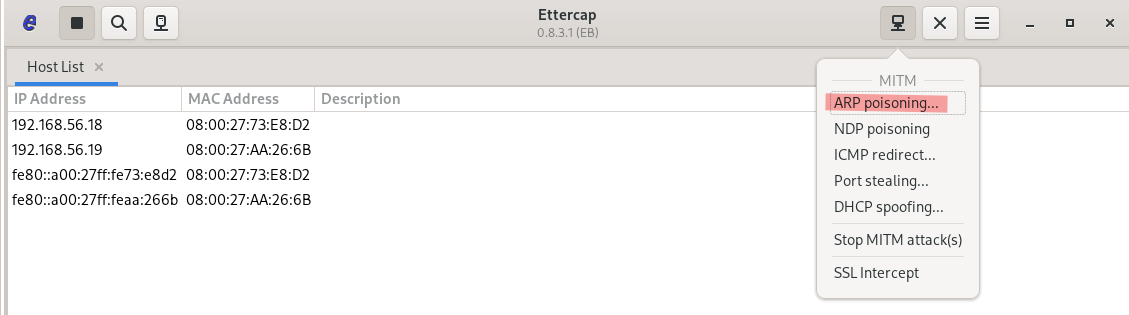 Ettercap
0.8.3.1 (EB)
Host List
IP Address MAC Address Description
192.168.56.18 08:00:27:73:E8:D2
192.168.56.19 08:00:27:AA:26:6B
fe80::a00:27ff:fe73:e8d2 08:00:27:73:E8:D2
fe80::a00:27ff:feaa:266b 08:00:27:AA:26:6B
MITM
ARP poisoning...
NDP poisoning
ICMP redirect...
Port stealing...
DHCP spoofing...
Stop MITM attack(s)
SSL Intercept